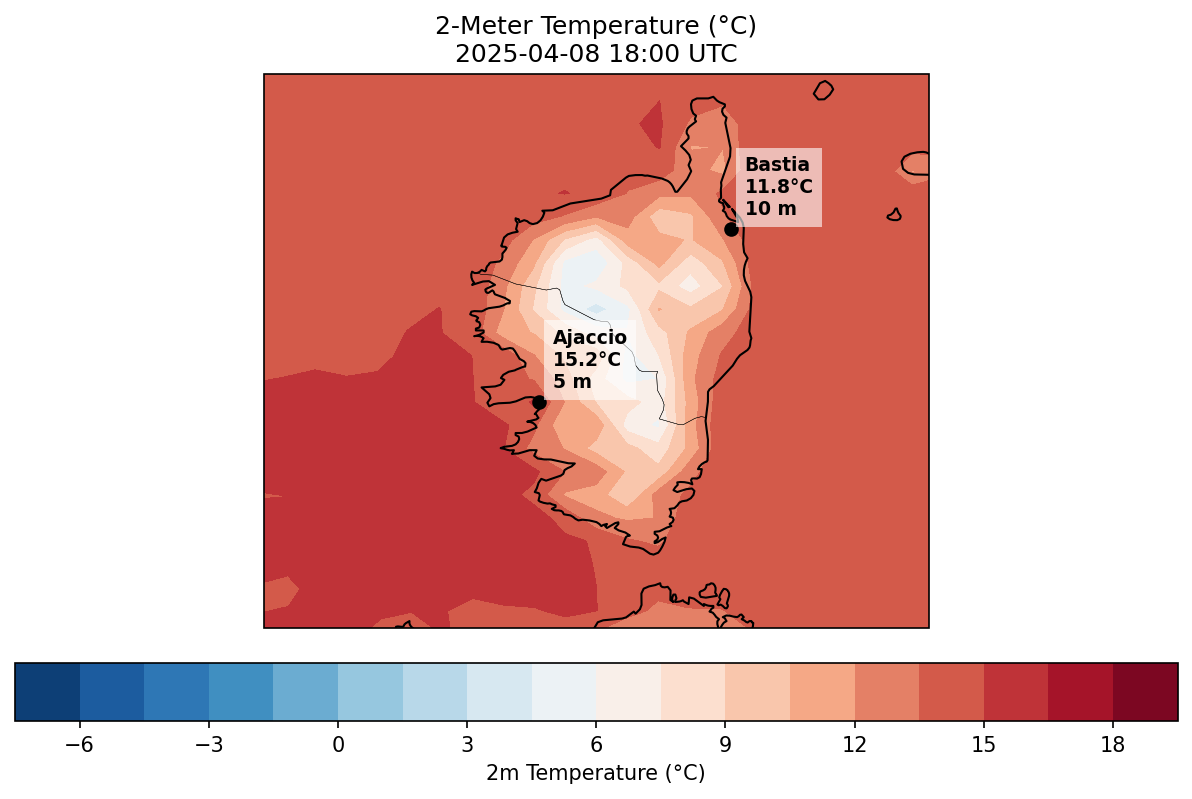 2-Meter Temperature (°C)
2025-04-08 18:00 UTC
Bastia
11.8°C
10 m
Ajaccio
15.2°C
5 m
−6 −3 0 3 6 9 12 15 18
2m Temperature (°C)